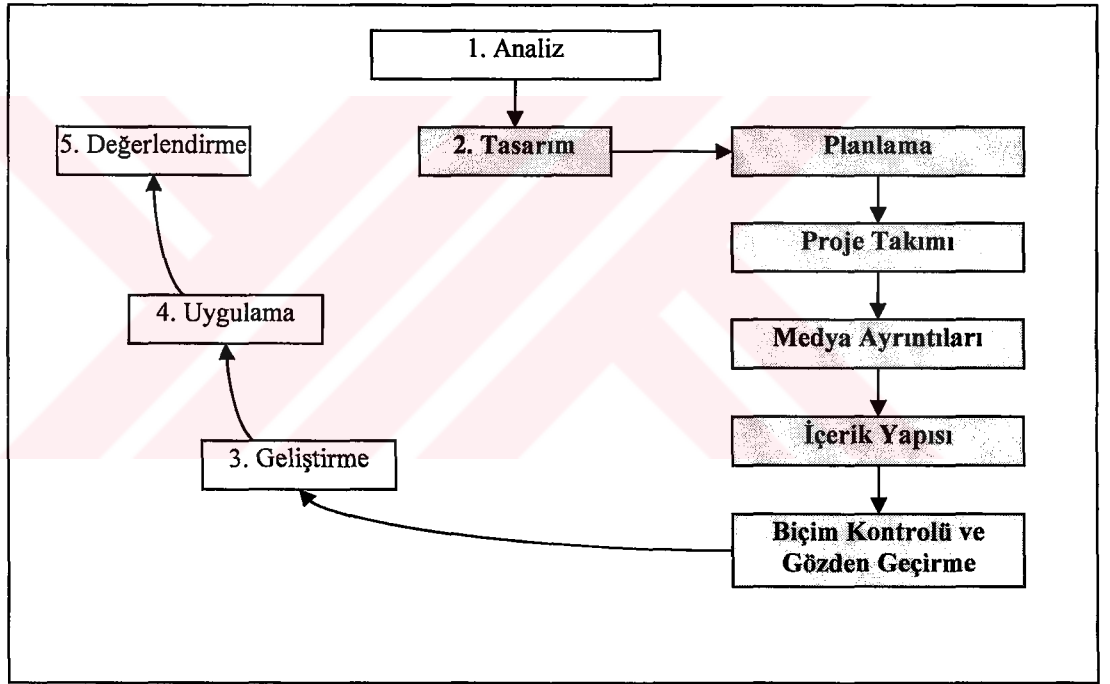 1. Analiz
2. Tasarım
Planlama
Proje Takımı
Medya Ayrıntıları
İçerik Yapısı
Biçim Kontrolü ve
Gözden Geçirme
3. Geliştirme
4. Uygulama
5. Değerlendirme